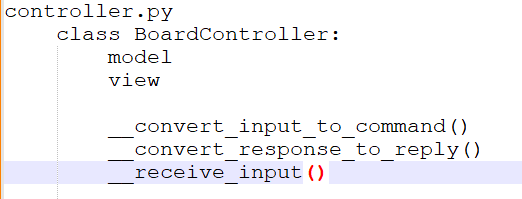 controller.py
    class BoardController:
        model
        view

        __convert_input_to_command()
        __convert_response_to_reply()
        __receive_input()